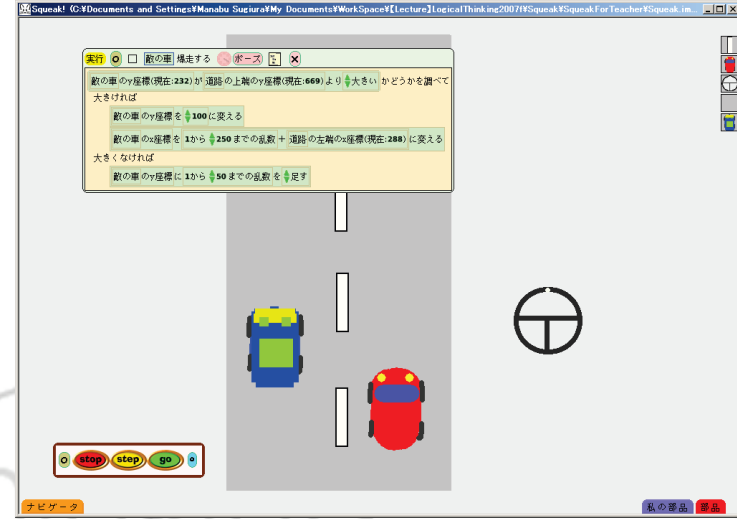 Squeak! (C:¥Documents and Settings¥Manabu Sugiura¥My Documents¥WorkSpace¥[Lecture]LogicalThinking2007f¥Squeak¥SqueakForTeacher¥Squeak.im...
実行 敵の車 爆走する ポーズ
敵の車 のy座標(現在:232)が 道路 の上端のy座標(現在:669)より 大きい かどうかを調べて
大きければ
敵の車 のy座標 を 100 に変える
敵の車 のx座標 を 1から 250 までの乱数 + 道路 の左端のx座標(現在:288) に変える
大きくなければ
敵の車 のy座標 に 1から 50 までの乱数 を 足す
stop step go
ナビゲータ 私の部品 部品